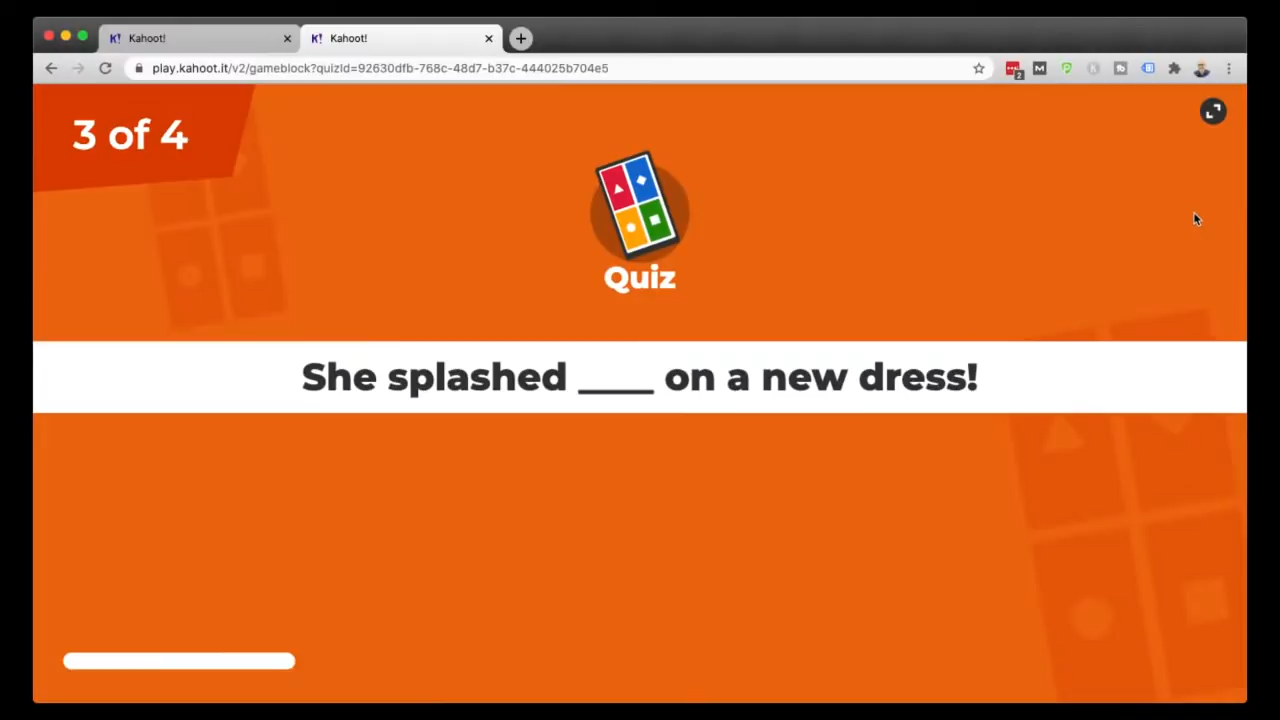 Kahoot!
Kahoot!
play.kahoot.it/v2/gameblock?quizId=92630dfb-768c-48d7-b37c-444025b704e5
2
3 of 4
Quiz
She splashed ____ on a new dress!